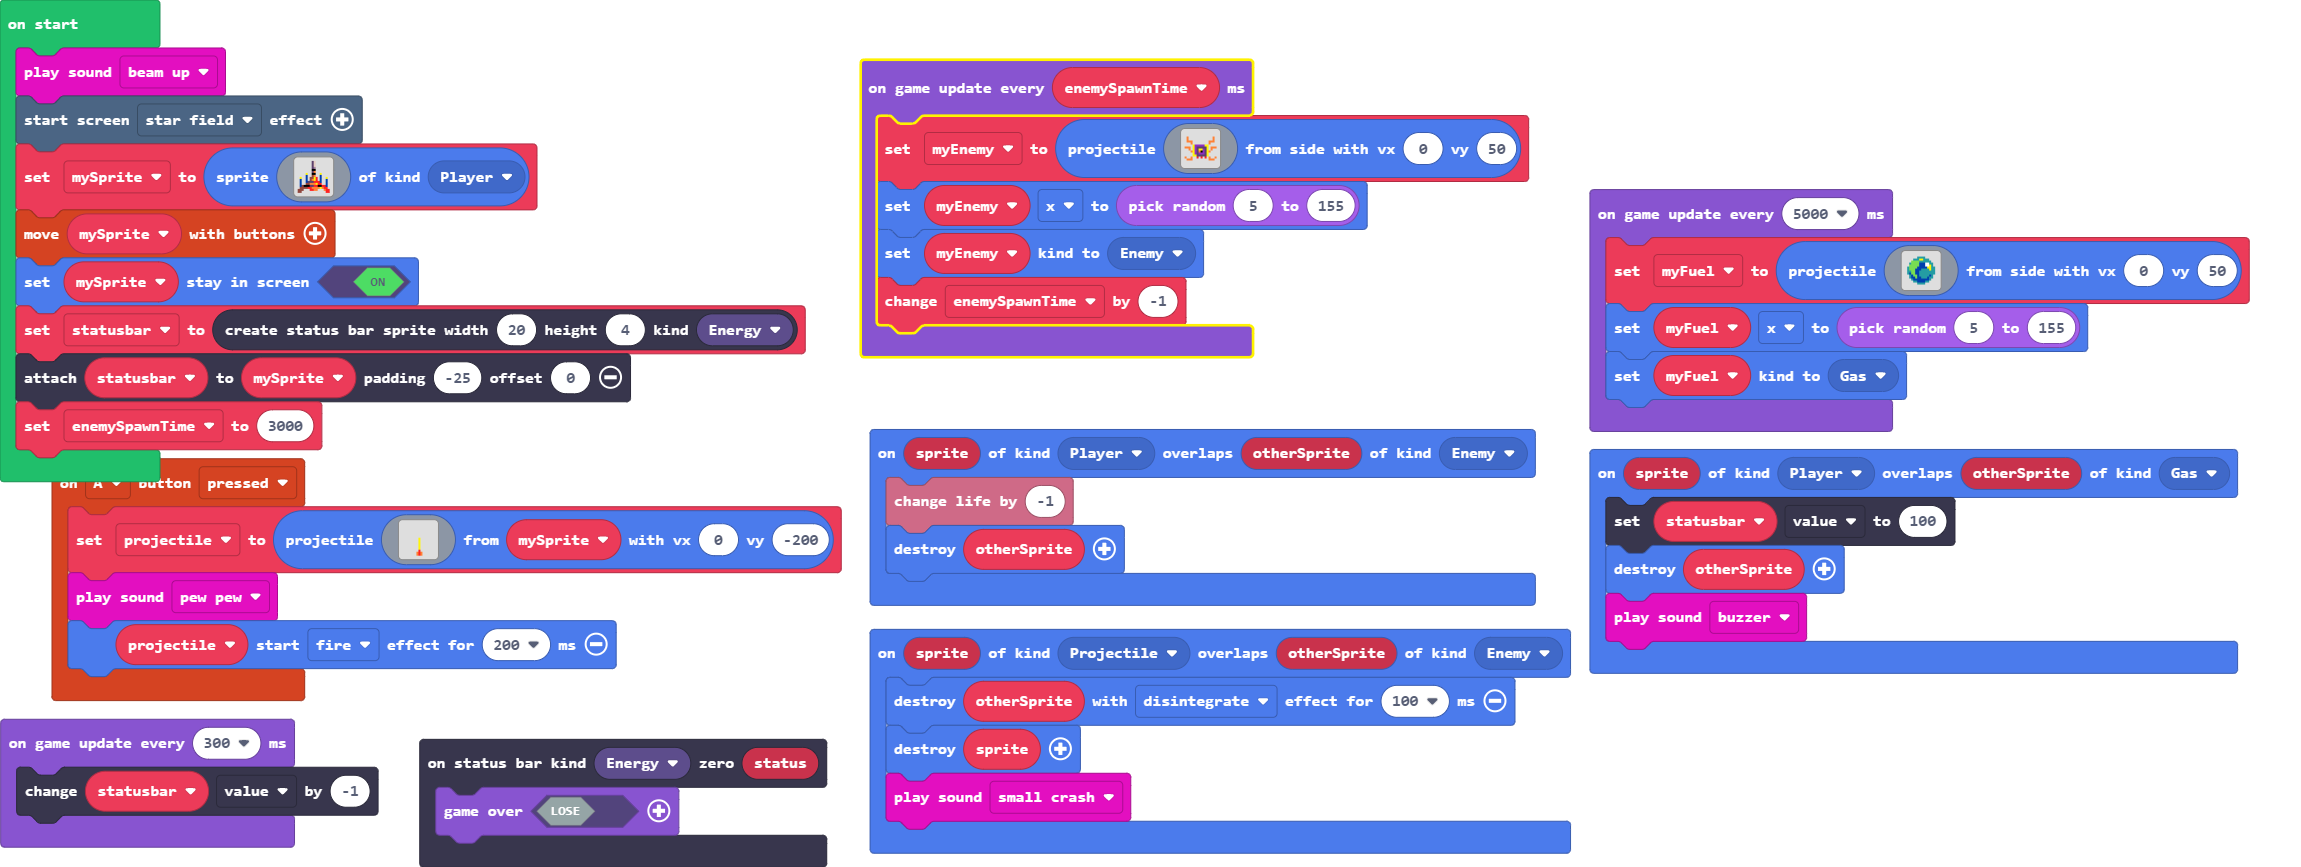 on start
play sound beam up
start screen star field effect
set mySprite to sprite of kind Player
move mySprite with buttons
set mySprite stay in screen ON
set statusbar to create status bar sprite width 20 height 4 kind Energy
attach statusbar to mySprite padding -25 offset 0
set enemySpawnTime to 3000
on A button pressed
set projectile to projectile from mySprite with vx 0 vy -200
play sound pew pew
projectile start fire effect for 200 ms
on game update every 300 ms
change statusbar value by -1
on status bar kind Energy zero status
game over LOSE
on game update every enemySpawnTime ms
set myEnemy to projectile from side with vx 0 vy 50
set myEnemy x to pick random 5 to 155
set myEnemy kind to Enemy
change enemySpawnTime by -1
on sprite of kind Player overlaps otherSprite of kind Enemy
change life by -1
destroy otherSprite
on sprite of kind Projectile overlaps otherSprite of kind Enemy
destroy otherSprite with disintegrate effect for 100 ms
destroy sprite
play sound small crash
on game update every 5000 ms
set myFuel to projectile from side with vx 0 vy 50
set myFuel x to pick random 5 to 155
set myFuel kind to Gas
on sprite of kind Player overlaps otherSprite of kind Gas
set statusbar value to 100
destroy otherSprite
play sound buzzer